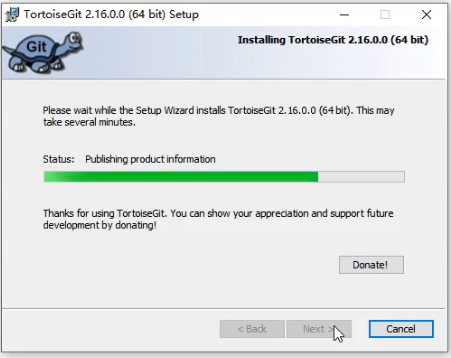 TortoiseGit 2.16.0.0 (64 bit) Setup
Git
Installing TortoiseGit 2.16.0.0 (64 bit)
Please wait while the Setup Wizard installs TortoiseGit 2.16.0.0 (64 bit). This may
take several minutes.
Status: Publishing product information
Thanks for using TortoiseGit. You can show your appreciation and support future
development by donating!
Donate!
< Back Next > Cancel